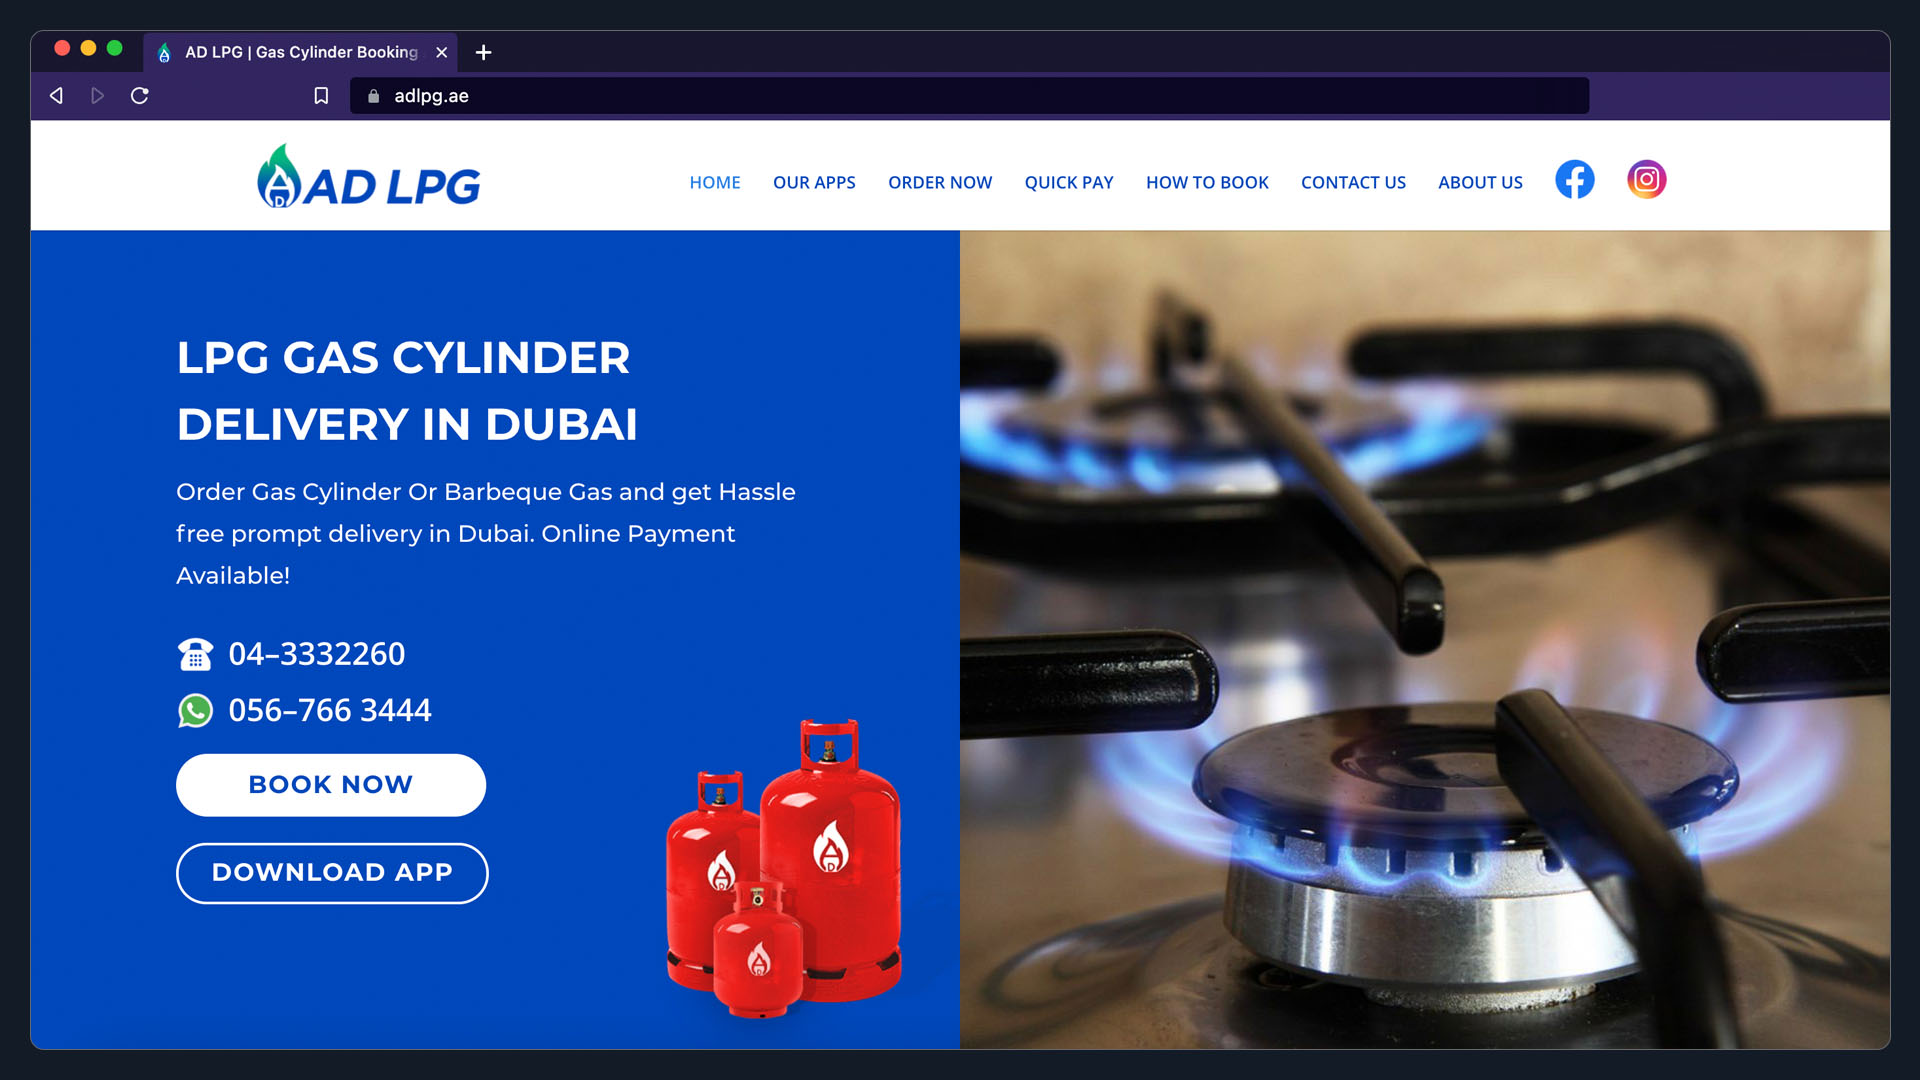 AD LPG | Gas Cylinder Booking
adlpg.ae
AD LPG
HOME OUR APPS ORDER NOW QUICK PAY HOW TO BOOK CONTACT US ABOUT US
LPG GAS CYLINDER
DELIVERY IN DUBAI
Order Gas Cylinder Or Barbeque Gas and get Hassle
free prompt delivery in Dubai. Online Payment
Available!
04–3332260
056–766 3444
BOOK NOW
DOWNLOAD APP